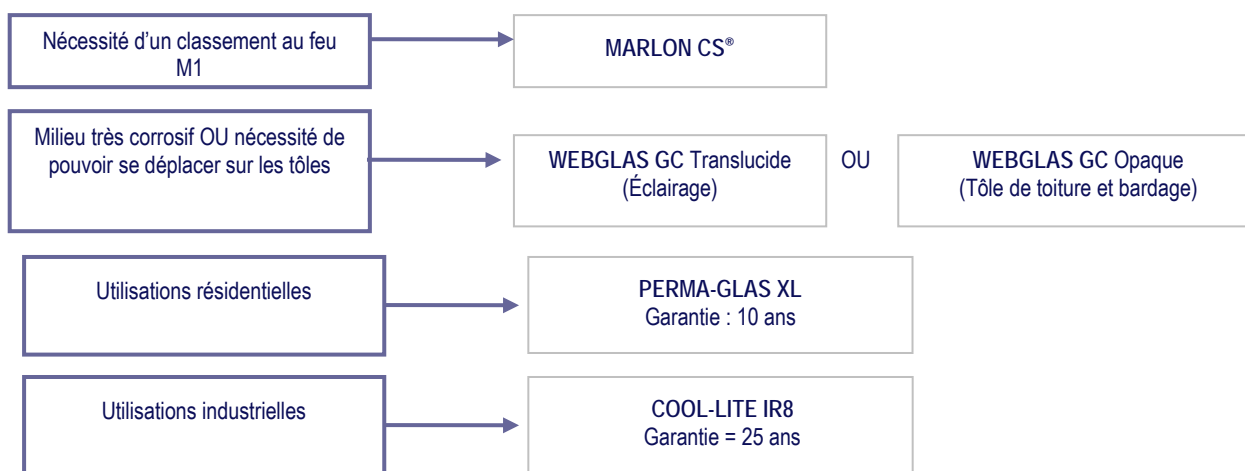 Nécessité d'un classement au feu
M1
MARLON CS®
Milieu très corrosif OU nécessité de
pouvoir se déplacer sur les tôles
WEBGLAS GC Translucide
(Éclairage)
OU
WEBGLAS GC Opaque
(Tôle de toiture et bardage)
Utilisations résidentielles
PERMA-GLAS XL
Garantie : 10 ans
Utilisations industrielles
COOL-LITE IR8
Garantie = 25 ans